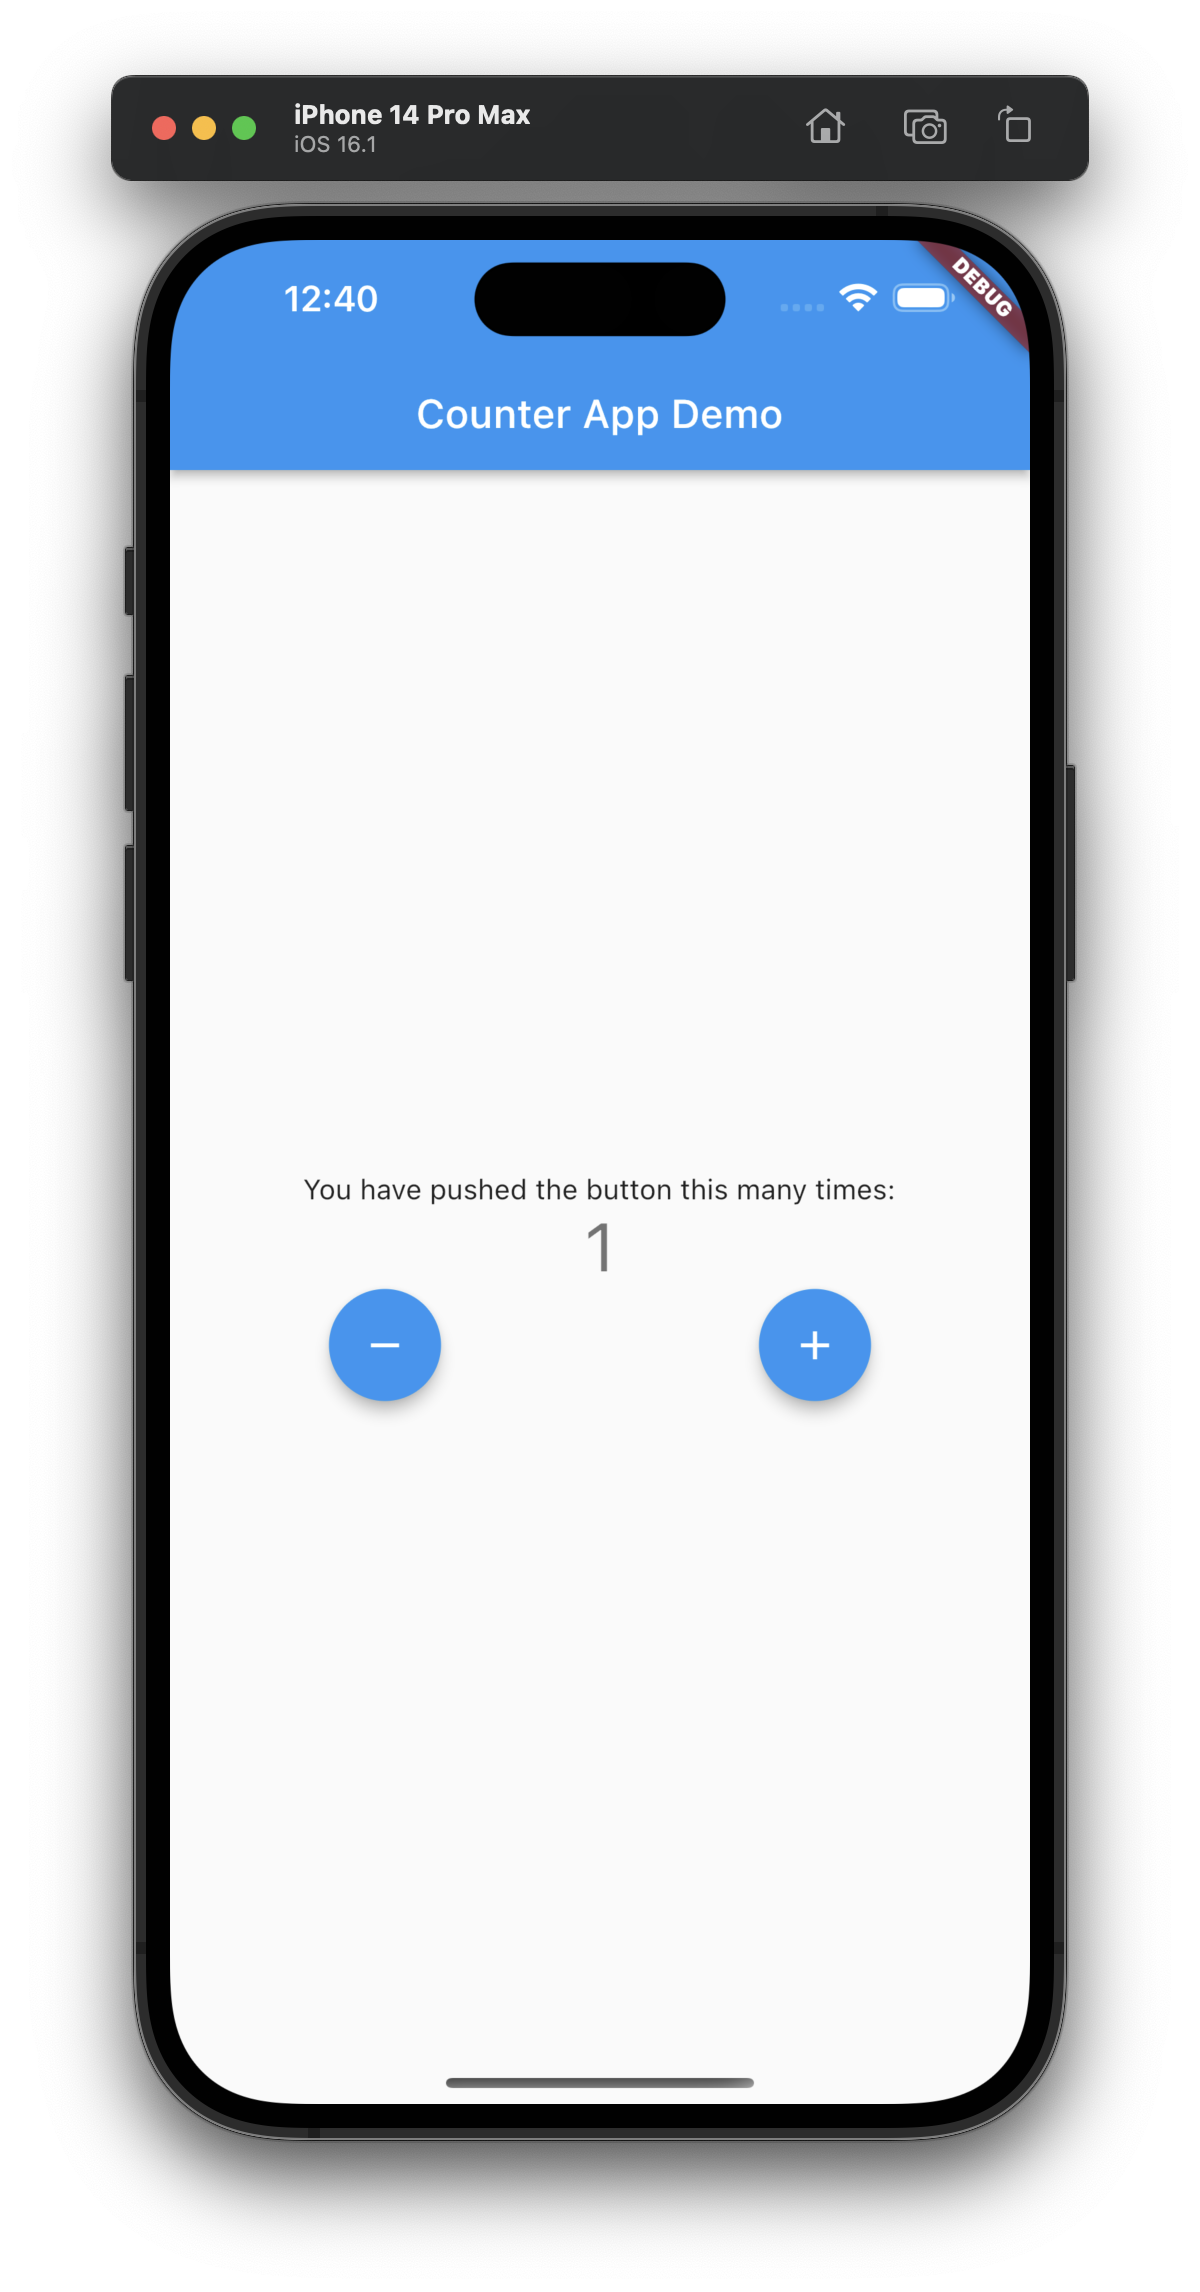 iPhone 14 Pro Max
iOS 16.1
12:40
DEBUG
Counter App Demo
You have pushed the button this many times:
1
− +